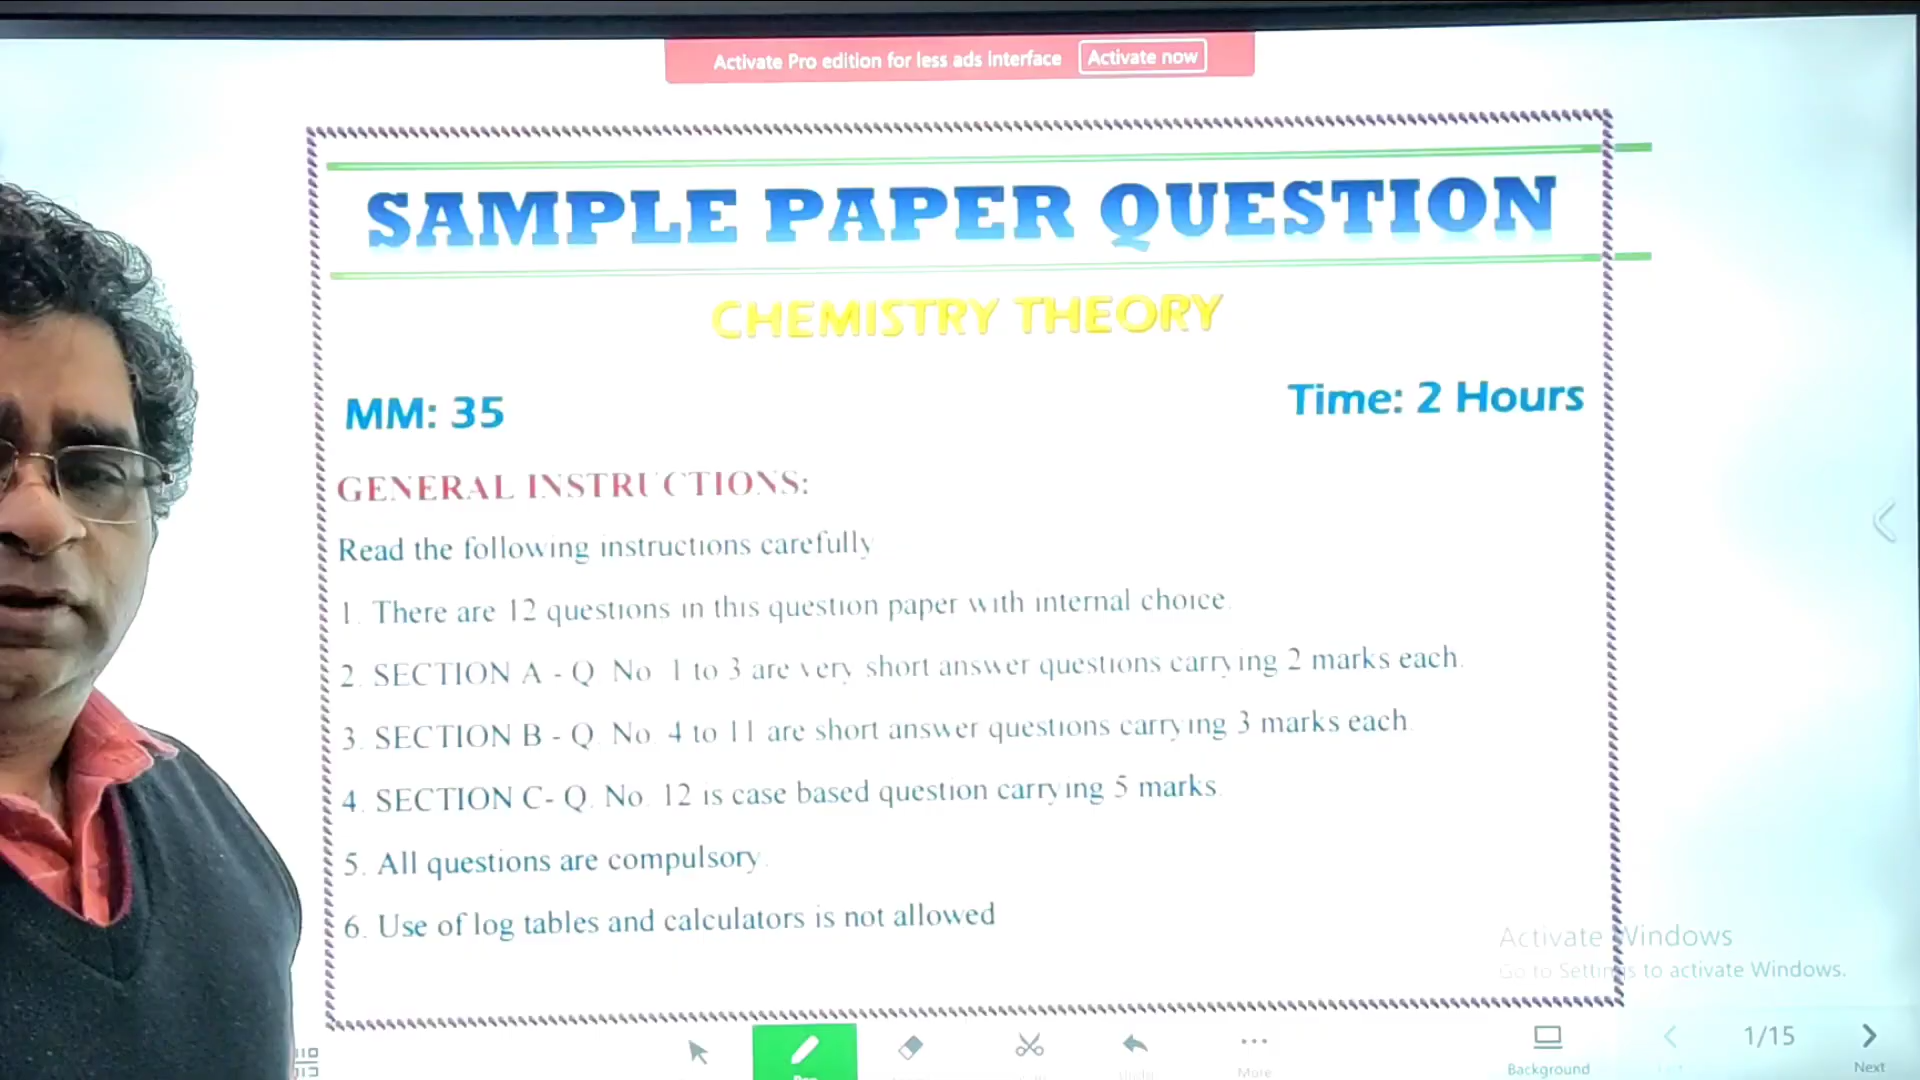 Activate Pro edition for less ads interface Activate now
SAMPLE PAPER QUESTION
CHEMISTRY THEORY
MM: 35 Time: 2 Hours
GENERAL INSTRUCTIONS:
Read the following instructions carefully
1. There are 12 questions in this question paper with internal choice.
2. SECTION A - Q. No. 1 to 3 are very short answer questions carrying 2 marks each.
3. SECTION B - Q. No. 4 to 11 are short answer questions carrying 3 marks each.
4. SECTION C- Q. No. 12 is case based question carrying 5 marks.
5. All questions are compulsory.
6. Use of log tables and calculators is not allowed
Activate Windows
Go to Settings to activate Windows.
1/15
More Background Next